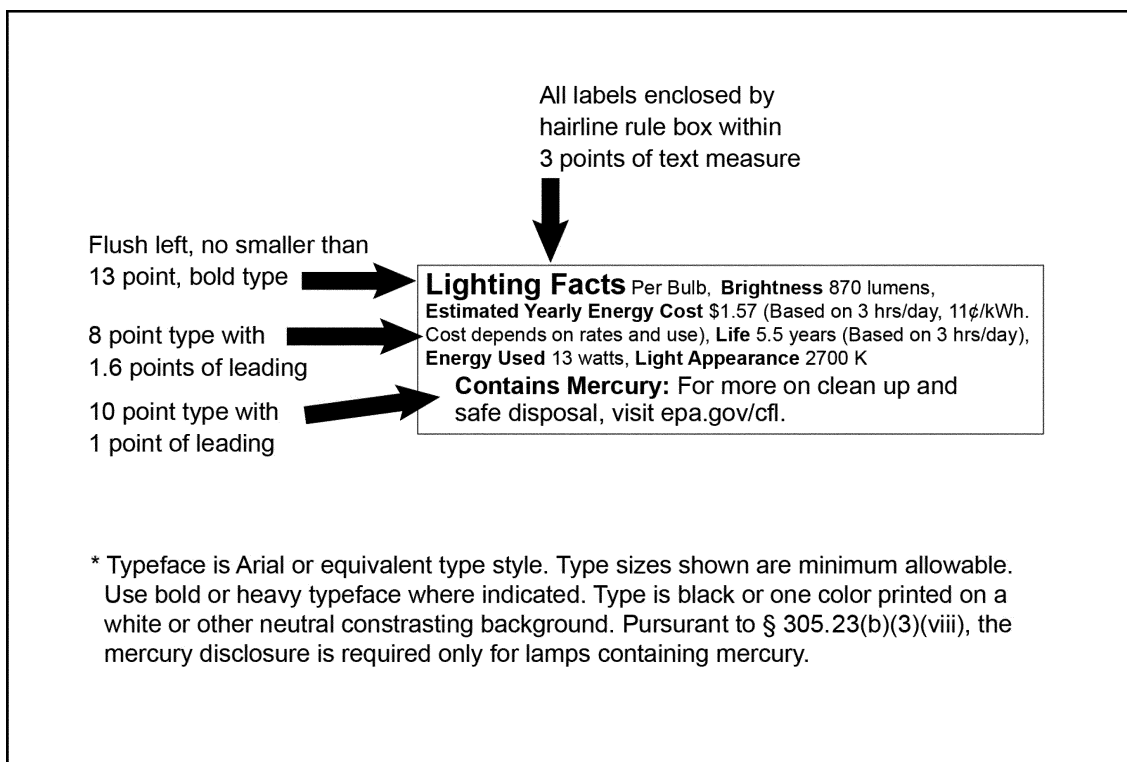 All labels enclosed by
hairline rule box within
3 points of text measure
Flush left, no smaller than
13 point, bold type
8 point type with
1.6 points of leading
10 point type with
1 point of leading
Lighting Facts Per Bulb, Brightness 870 lumens,
Estimated Yearly Energy Cost $1.57 (Based on 3 hrs/day, 11¢/kWh.
Cost depends on rates and use), Life 5.5 years (Based on 3 hrs/day),
Energy Used 13 watts, Light Appearance 2700 K
Contains Mercury: For more on clean up and
safe disposal, visit epa.gov/cfl.
* Typeface is Arial or equivalent type style. Type sizes shown are minimum allowable.
Use bold or heavy typeface where indicated. Type is black or one color printed on a
white or other neutral constrasting background. Pursurant to § 305.23(b)(3)(viii), the
mercury disclosure is required only for lamps containing mercury.